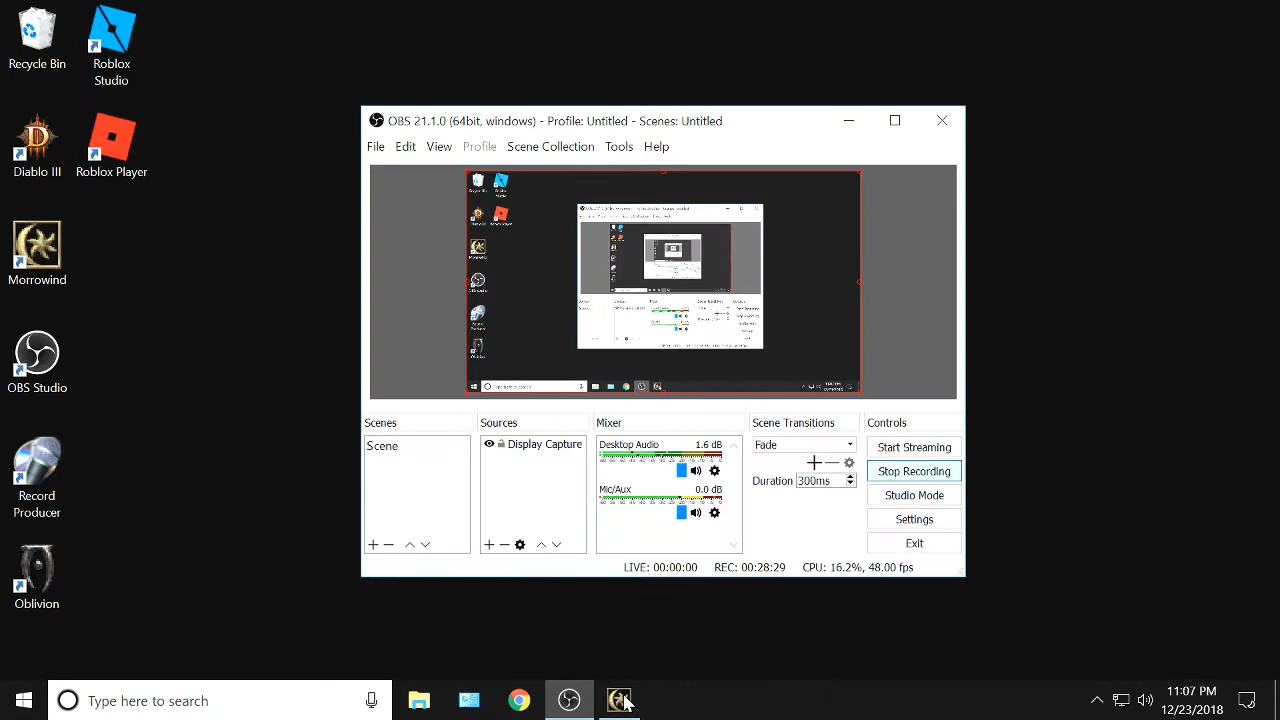 Recycle Bin
Roblox
Studio
Diablo III
Roblox Player
Morrowind
OBS Studio
Record
Producer
Oblivion
OBS 21.1.0 (64bit, windows) - Profile: Untitled - Scenes: Untitled
File Edit View Profile Scene Collection Tools Help
Scenes
Scene
Sources
Display Capture
Mixer
Desktop Audio 1.6 dB
Mic/Aux 0.0 dB
Scene Transitions
Fade
Duration 300ms
Controls
Start Streaming
Stop Recording
Studio Mode
Settings
Exit
LIVE: 00:00:00 REC: 00:28:29 CPU: 16.2%, 48.00 fps
Type here to search
11:07 PM
12/23/2018